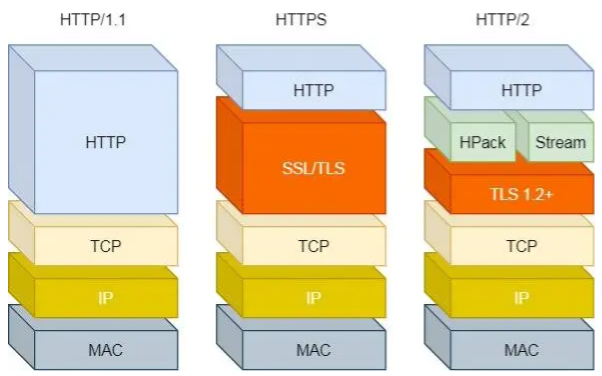 HTTP/1.1
HTTP
TCP
IP
MAC
HTTPS
HTTP
SSL/TLS
TCP
IP
MAC
HTTP/2
HTTP
HPack
Stream
TLS 1.2+
TCP
IP
MAC